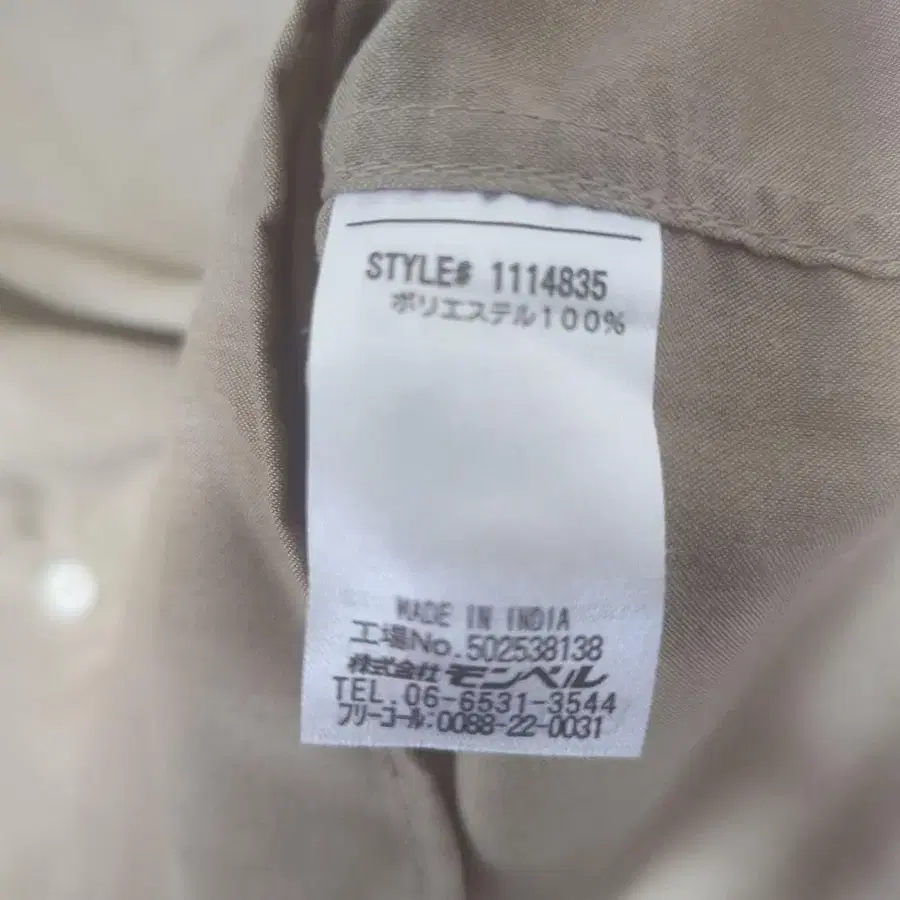 STYLE# 1114835
ポリエステル100%
MADE IN INDIA
工場No.502538138
株式会社モンベル
TEL.06-6531-3544
フリーコール:0088-22-0031